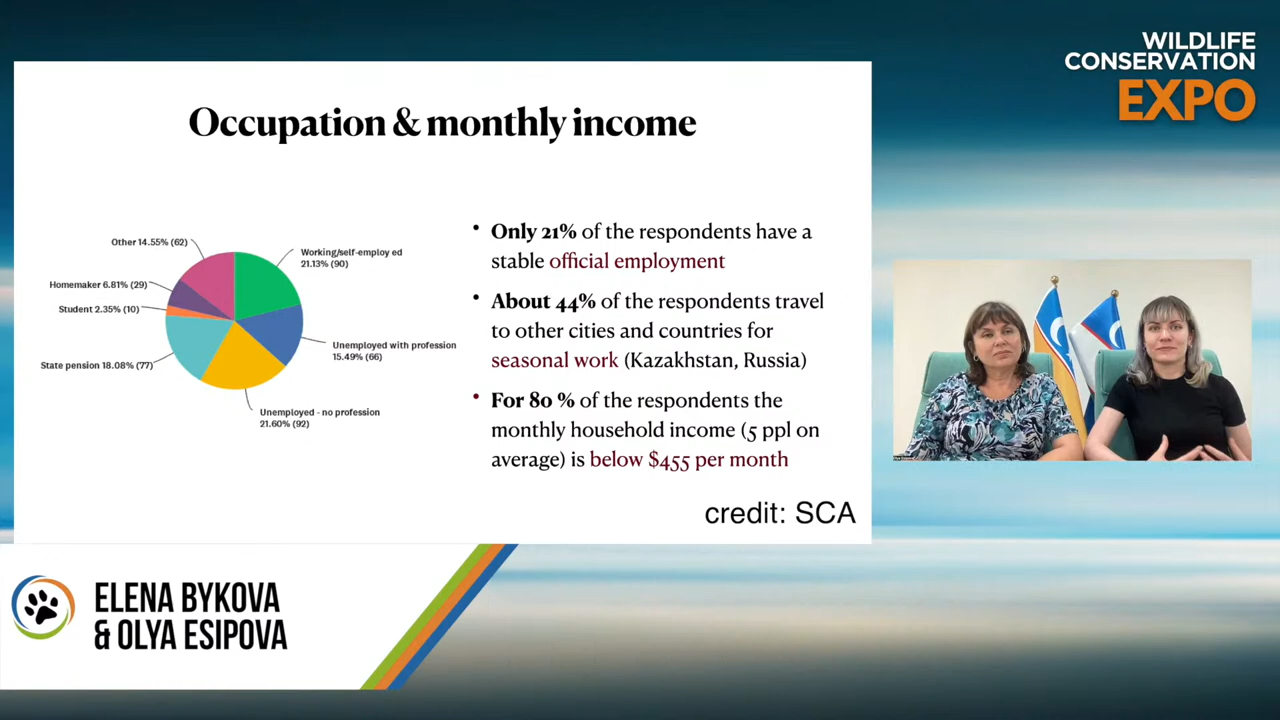 WILDLIFE
CONSERVATION
EXPO
Occupation & monthly income
Other 14.55% (62)
Homemaker 6.81% (29)
Student 2.35% (10)
State pension 18.08% (77)
Working/self-employ ed
21.13% (90)
Unemployed with profession
15.49% (66)
Unemployed - no profession
21.60% (92)
• Only 21% of the respondents have a
stable official employment
• About 44% of the respondents travel
to other cities and countries for
seasonal work (Kazakhstan, Russia)
• For 80 % of the respondents the
monthly household income (5 ppl on
average) is below $455 per month
credit: SCA
ELENA BYKOVA
& OLYA ESIPOVA